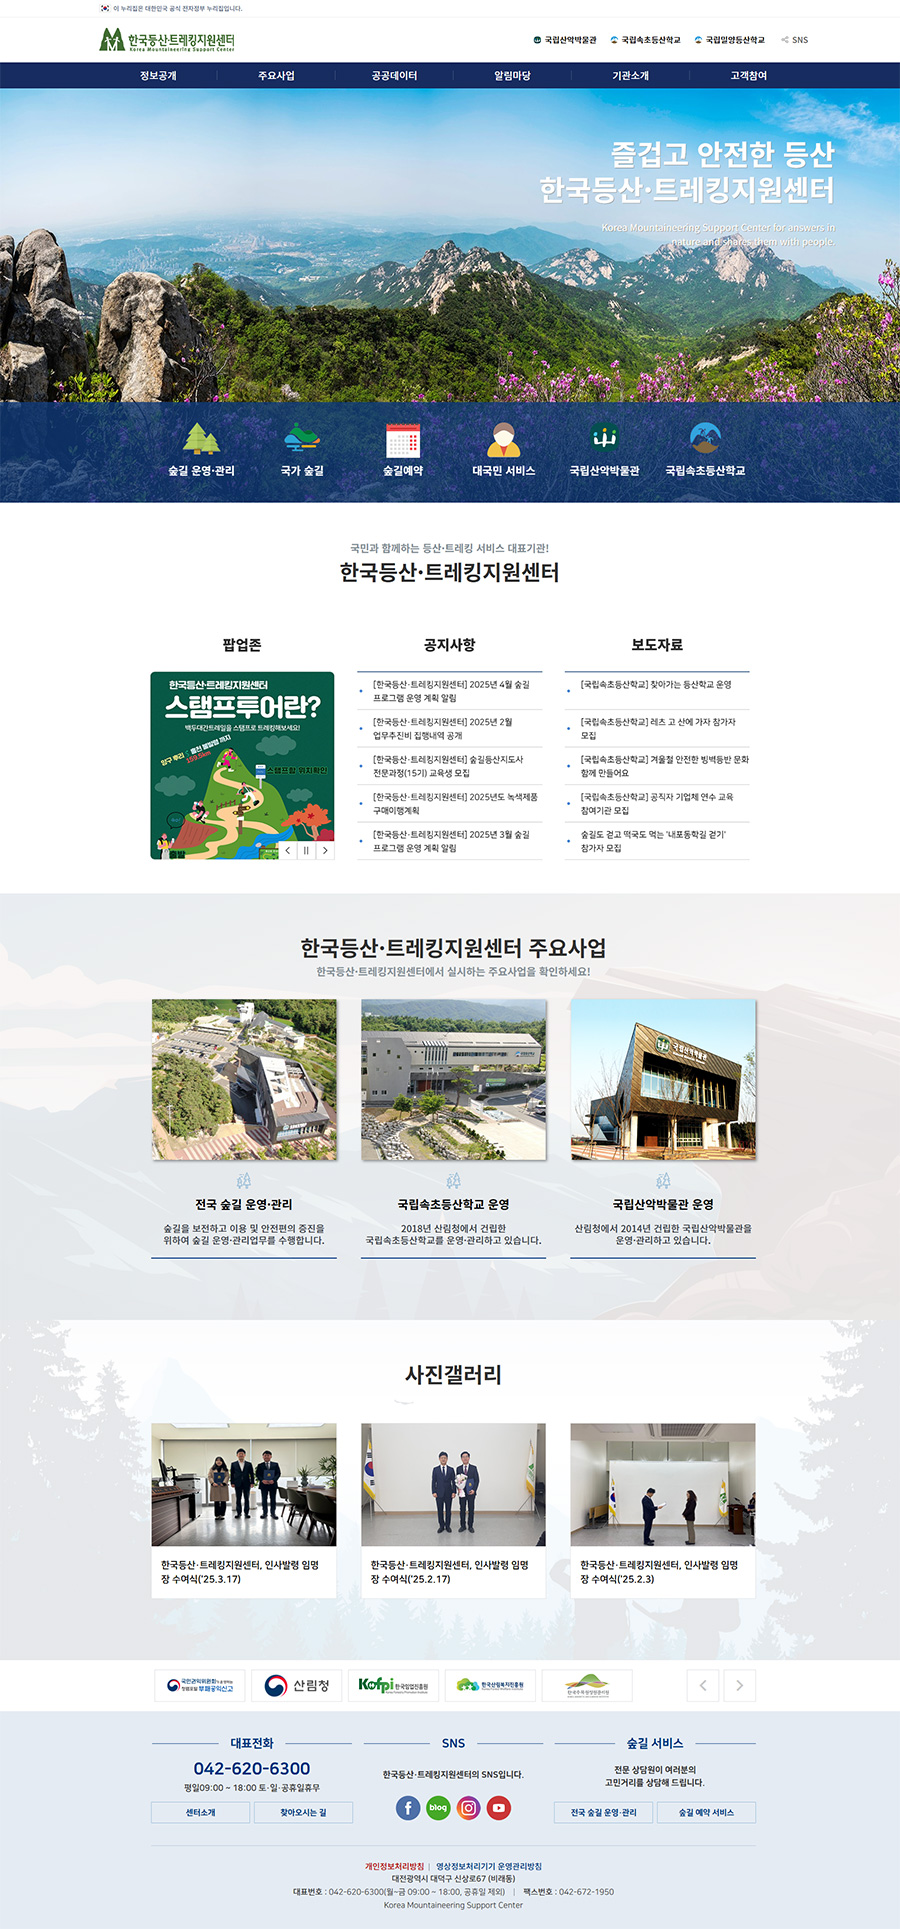 이 누리집은 대한민국 공식 전자정부 누리집입니다.
한국등산·트레킹지원센터
Korea Mountaineering Support Center
국립산악박물관
국립속초등산학교
국립밀양등산학교
SNS
정보공개
주요사업
공공데이터
알림마당
기관소개
고객참여
즐겁고 안전한 등산
한국등산·트레킹지원센터
Korea Mountaineering Support Center for answers in
nature and shares them with people.
숲길 운영·관리
국가 숲길
숲길예약
대국민 서비스
국립산악박물관
국립속초등산학교
국민과 함께하는 등산·트레킹 서비스 대표기관!
한국등산·트레킹지원센터
팝업존
한국등산·트레킹지원센터
스탬프투어란?
백두대간트레일을 스탬프로 트레킹해보세요!
스탬프함 위치확인
공지사항
[한국등산·트레킹지원센터] 2025년 4월 숲길
프로그램 운영 계획 알림
[한국등산·트레킹지원센터] 2025년 2월
업무추진비 집행내역 공개
[한국등산·트레킹지원센터] 숲길등산지도사
전문과정(15기) 교육생 모집
[한국등산·트레킹지원센터] 2025년도 녹색제품
구매이행계획
[한국등산·트레킹지원센터] 2025년 3월 숲길
프로그램 운영 계획 알림
보도자료
[국립속초등산학교] 찾아가는 등산학교 운영
[국립속초등산학교] 레츠 고 산에 가자 참가자
모집
[국립속초등산학교] 겨울철 안전한 빙벽등반 문화
함께 만들어요
[국립속초등산학교] 공직자 기업체 연수 교육
참여기관 모집
숲길도 걷고 떡국도 먹는 '내포동학길 걷기'
참가자 모집
한국등산·트레킹지원센터 주요사업
한국등산·트레킹지원센터에서 실시하는 주요사업을 확인하세요!
국립산악박물관
전국 숲길 운영·관리
숲길을 보전하고 이용 및 안전편의 증진을
위하여 숲길 운영·관리업무를 수행합니다.
국립속초등산학교 운영
2018년 산림청에서 건립한
국립속초등산학교를 운영·관리하고 있습니다.
국립산악박물관 운영
산림청에서 2014년 건립한 국립산악박물관을
운영·관리하고 있습니다.
사진갤러리
한국등산·트레킹지원센터, 인사발령 임명
장 수여식('25.3.17)
한국등산·트레킹지원센터, 인사발령 임명
장 수여식('25.2.17)
한국등산·트레킹지원센터, 인사발령 임명
장 수여식('25.2.3)
국민권익위원회
부패공익신고
산림청
Kofpi 한국임업진흥원
한국산림복지진흥원
대표전화
042-620-6300
평일09:00 ~ 18:00 토·일·공휴일휴무
센터소개
찾아오시는 길
SNS
한국등산·트레킹지원센터의 SNS입니다.
blog
숲길 서비스
전문 상담원이 여러분의
고민거리를 상담해 드립니다.
전국 숲길 운영·관리
숲길 예약 서비스
개인정보처리방침 | 영상정보처리기기 운영관리방침
대전광역시 대덕구 신상로67 (비래동)
대표번호 : 042-620-6300(월~금 09:00 ~ 18:00, 공휴일 제외) | 팩스번호 : 042-672-1950
Korea Mountaineering Support Center